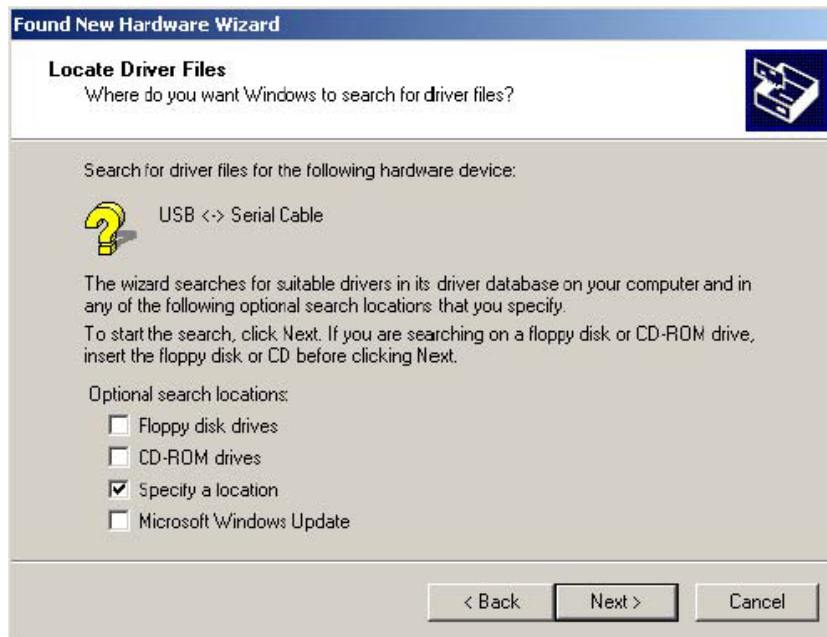 Found New Hardware Wizard
Locate Driver Files
Where do you want Windows to search for driver files?
Search for driver files for the following hardware device:
USB <-> Serial Cable
The wizard searches for suitable drivers in its driver database on your computer and in
any of the following optional search locations that you specify.
To start the search, click Next. If you are searching on a floppy disk or CD-ROM drive,
insert the floppy disk or CD before clicking Next.
Optional search locations:
Floppy disk drives
CD-ROM drives
Specify a location
Microsoft Windows Update
< Back Next > Cancel